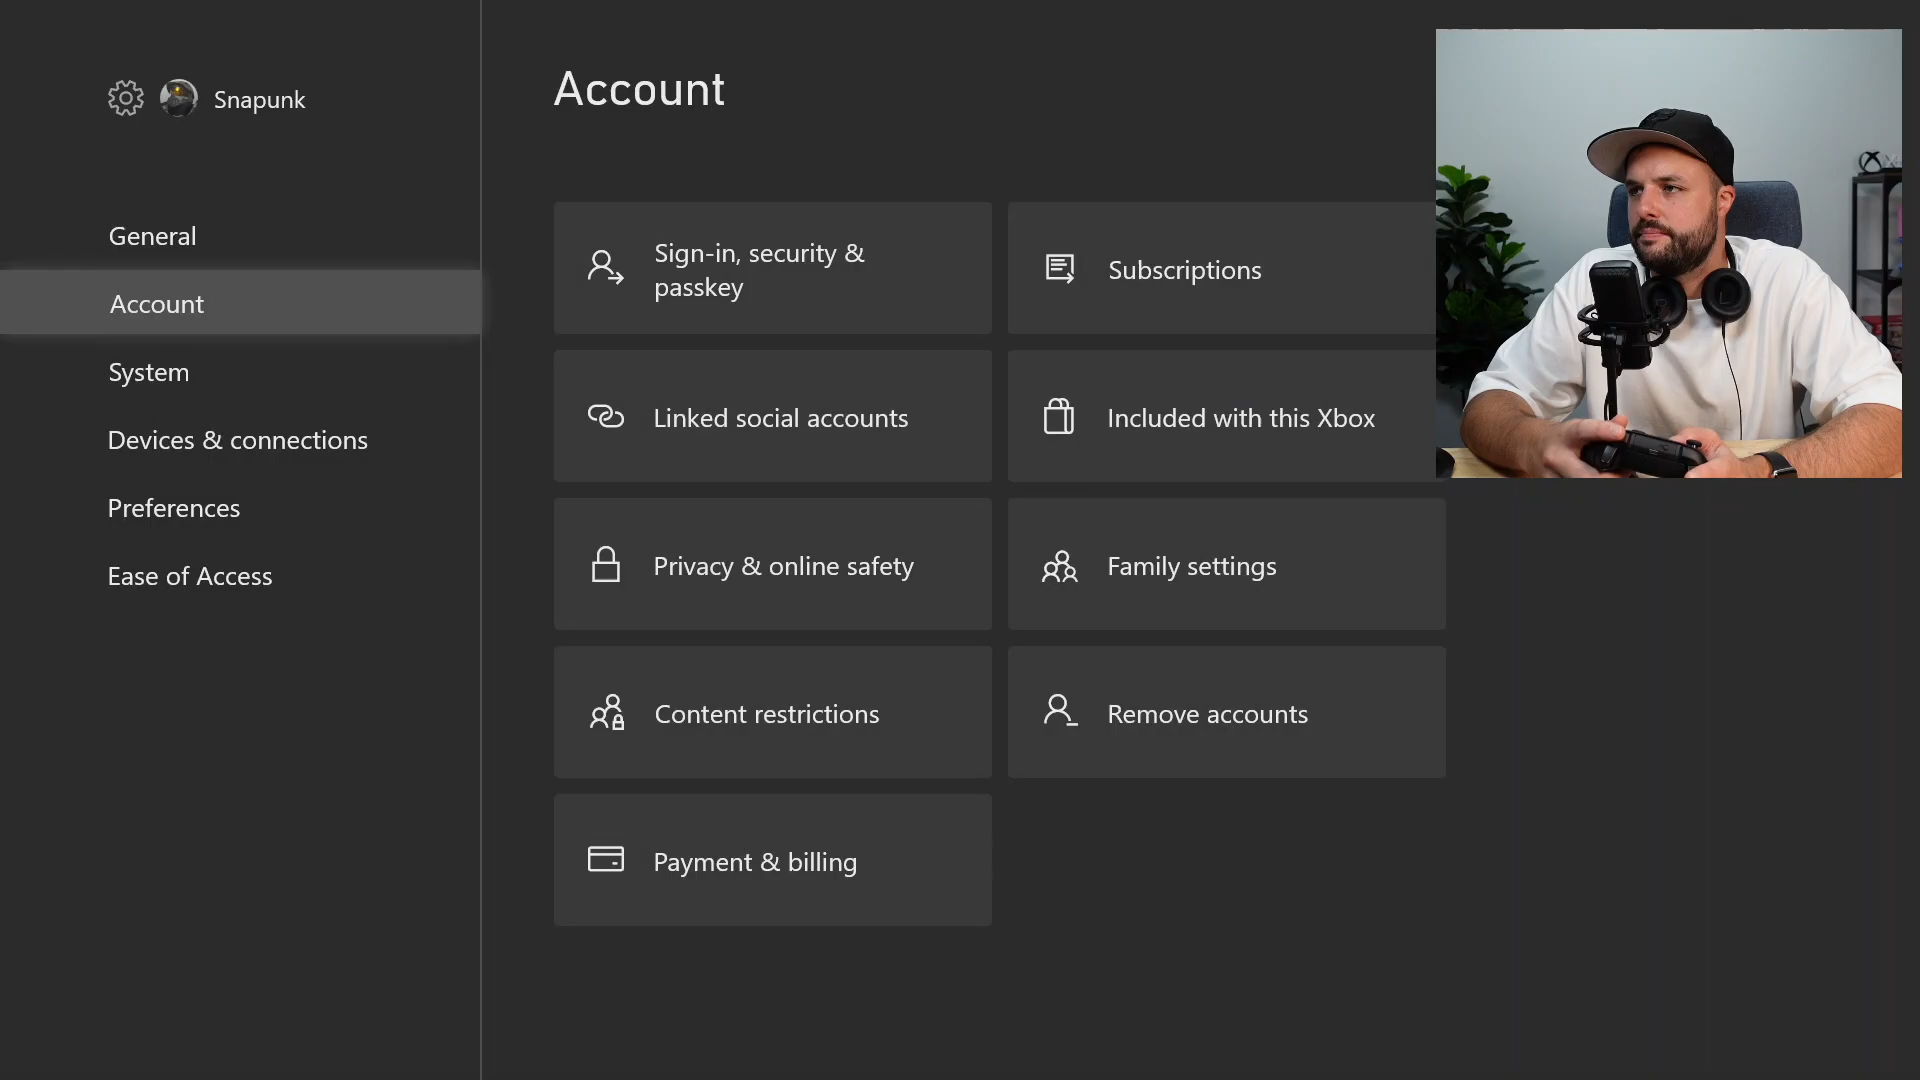 Snapunk
General
Account
System
Devices & connections
Preferences
Ease of Access
Account
Sign-in, security &
passkey
Subscriptions
Linked social accounts
Included with this Xbox
Privacy & online safety
Family settings
Content restrictions
Remove accounts
Payment & billing